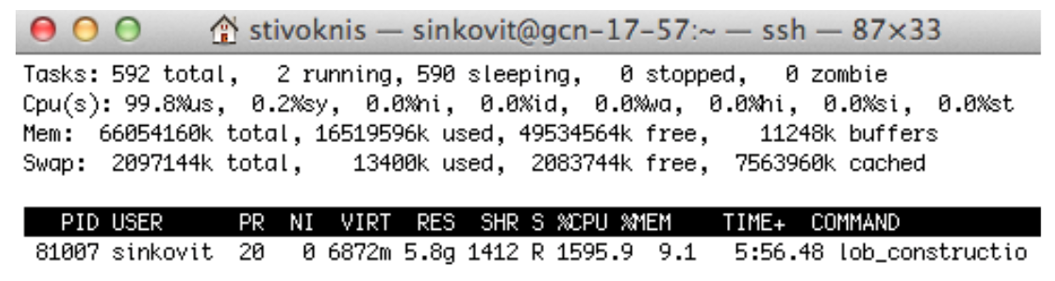 stivoknis — sinkovit@gcn-17-57:~ — ssh — 87×33
Tasks: 592 total,   2 running, 590 sleeping,   0 stopped,   0 zombie
Cpu(s): 99.8%us,  0.2%sy,  0.0%ni,  0.0%id,  0.0%wa,  0.0%hi,  0.0%si,  0.0%st
Mem:  66054160k total, 16519596k used, 49534564k free,    11248k buffers
Swap:  2097144k total,    13400k used,  2083744k free,  7563960k cached
PID USER      PR  NI  VIRT  RES  SHR S %CPU %MEM    TIME+  COMMAND
81007 sinkovit  20   0 6872m 5.8g 1412 R 1595.9  9.1   5:56.48 lob_constructio